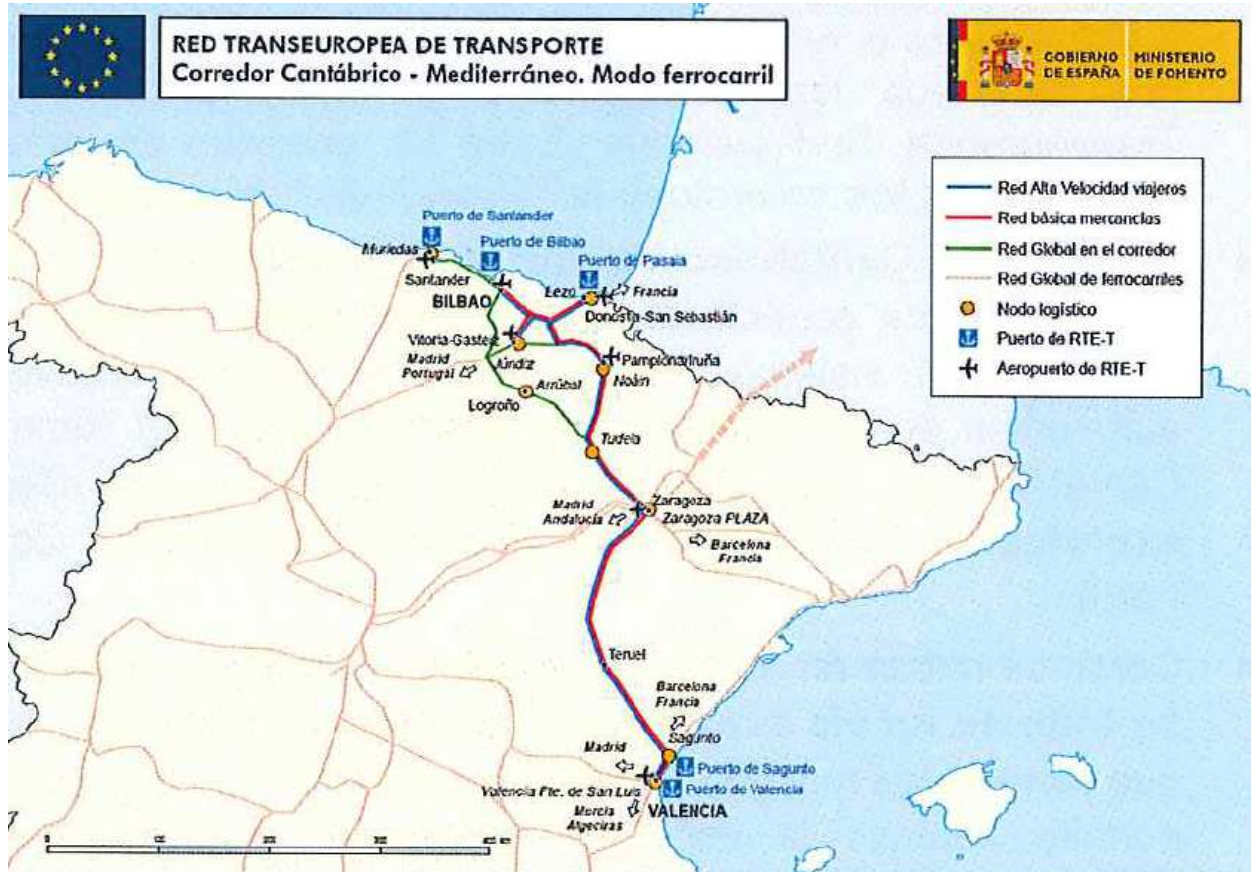 RED TRANSEUROPEA DE TRANSPORTE
Corredor Cantábrico - Mediterráneo. Modo ferrocarril
GOBIERNO DE ESPAÑA
MINISTERIO DE FOMENTO
Red Alta Velocidad viajeros
Red básica mercancías
Red Global en el corredor
Red Global de ferrocarriles
Nodo logístico
Puerto de RTE-T
Aeropuerto de RTE-T
Puerto de Santander
Muriedas
Puerto de Bilbao
Santander
Puerto de Pasaia
BILBAO
Lezo
Francia
Donostia-San Sebastián
Vitoria-Gasteiz
Júndiz
Pamplona/Iruña
Madrid
Portugal
Noáin
Arrúbal
Logroño
Tudela
Zaragoza
Madrid
Andalucía
Zaragoza PLAZA
Barcelona
Francia
Teruel
Barcelona
Francia
Sagunto
Madrid
Puerto de Sagunto
Valencia Fte. de San Luis
Puerto de Valencia
Murcia
Algeciras
VALENCIA